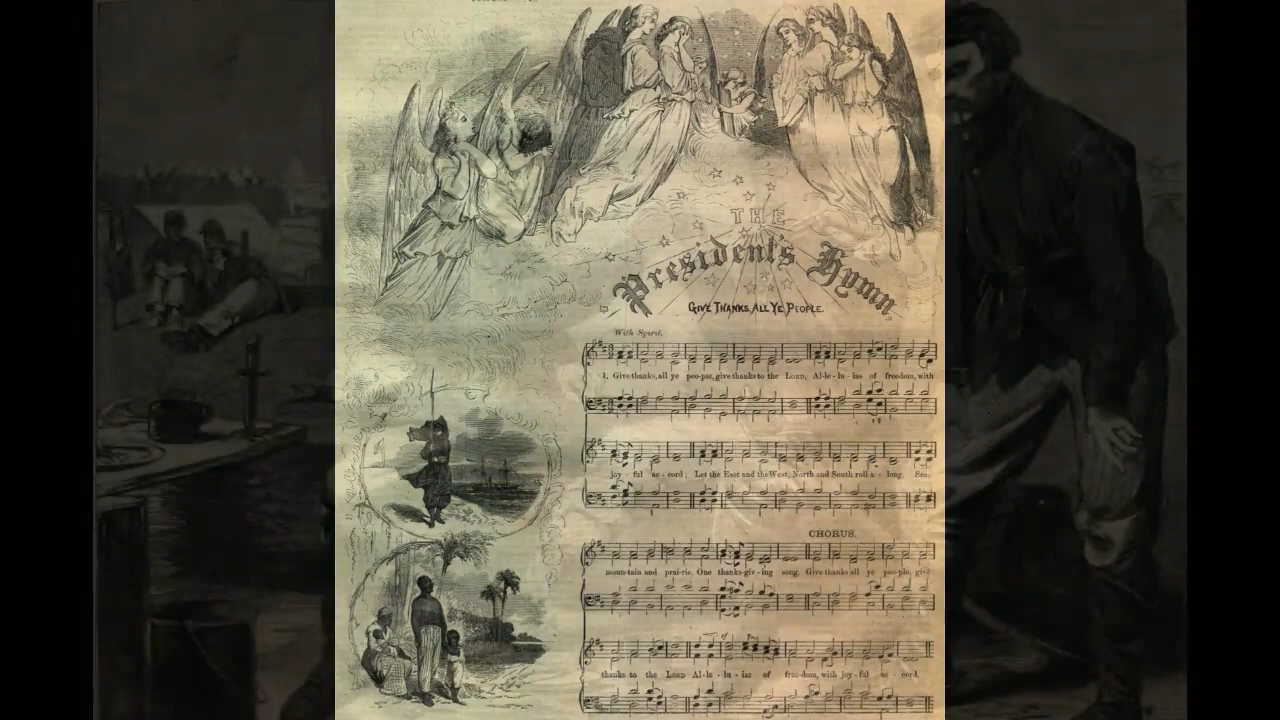 THE
President's Hymn
GIVE THANKS, ALL YE PEOPLE.
With Spirit.
1. Give thanks, all ye peo-ple, give thanks to the LORD, Al-le-lu-ias of freedom, with
joy-ful ac-cord; Let the East and the West, North and South roll a-long, Sea,
CHORUS.
moun-tain and prai-rie, One thanks-giv-ing song. Give thanks all ye peo-ple, give
thanks to the LORD Al-le-lu-ias of free-dom, with joy-ful ac-cord.